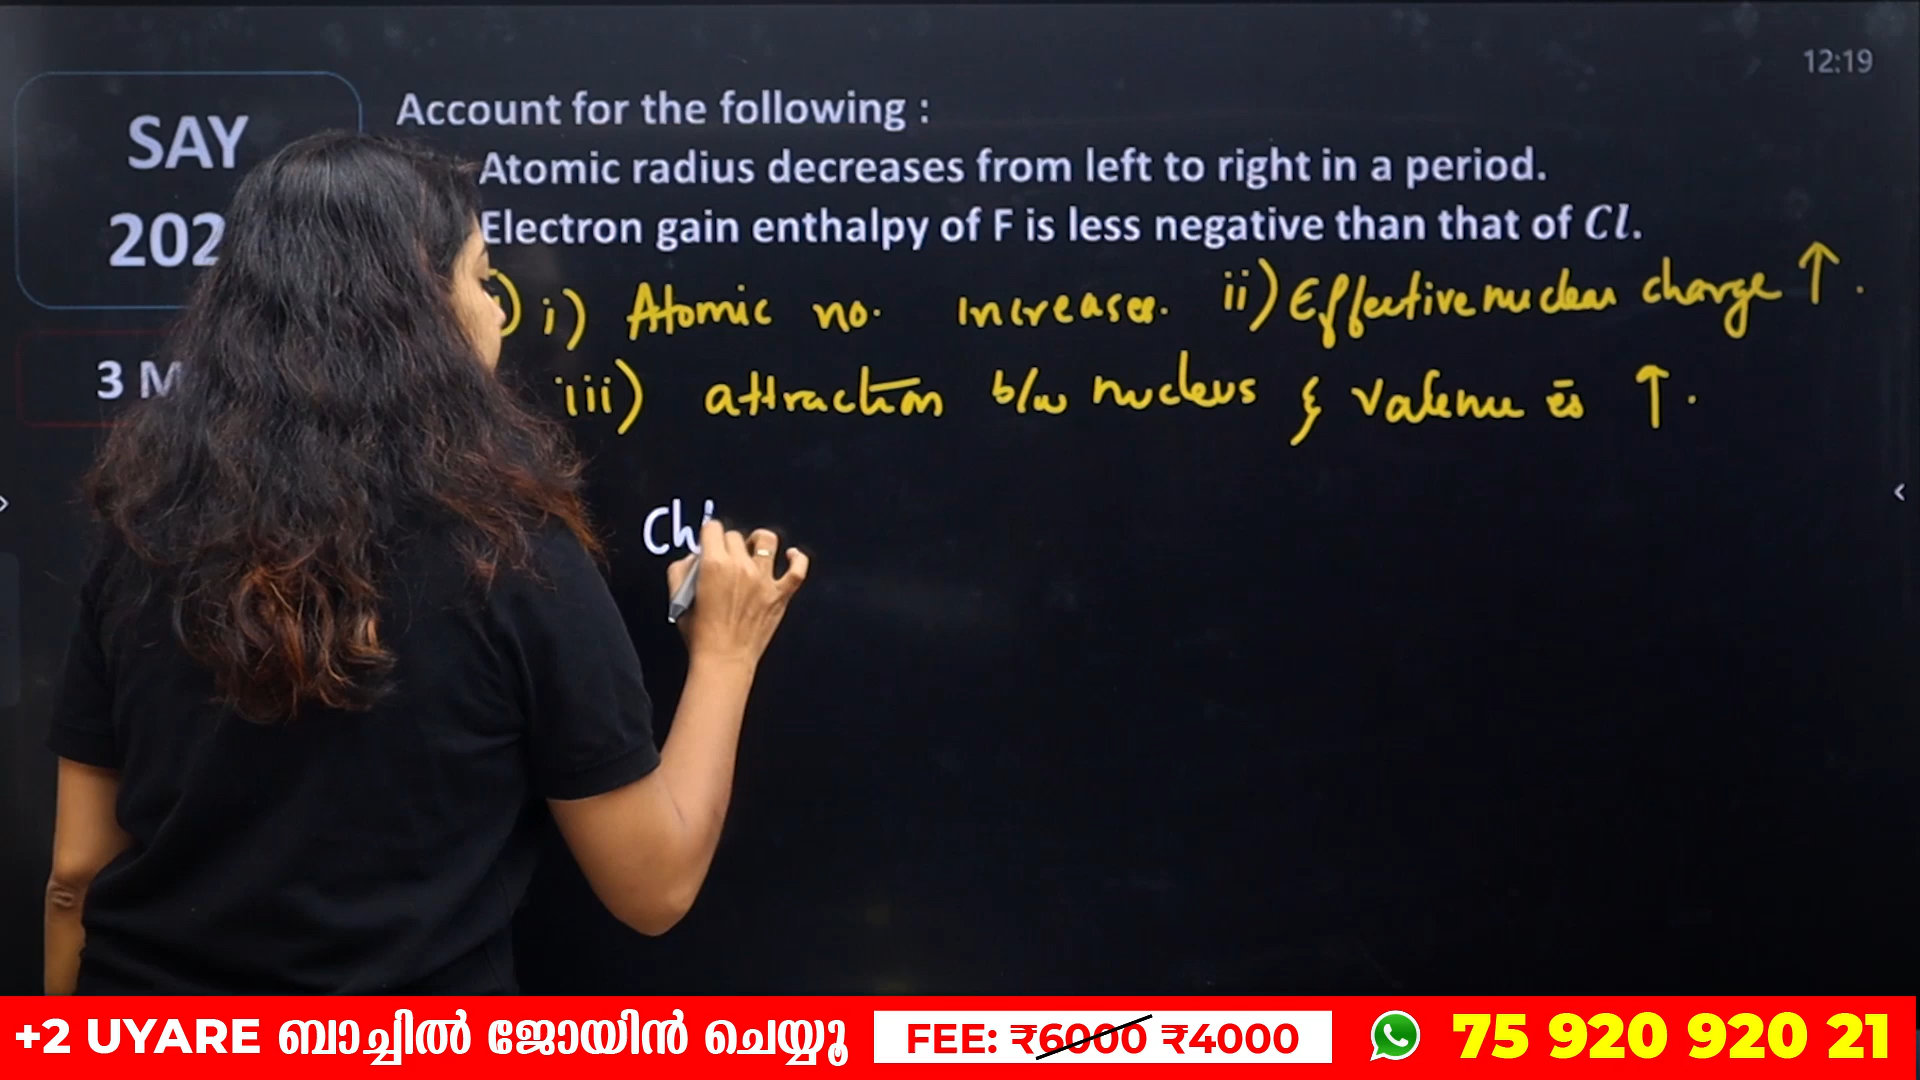 12:19
SAY
202
3 M
Account for the following :
Atomic radius decreases from left to right in a period.
Electron gain enthalpy of F is less negative than that of Cl.
i) Atomic no. increases. ii) Effective nuclear charge ↑.
iii) attraction b/w nucleus & valence ēs ↑.
Ch
+2 UYARE ബാച്ചിൽ ജോയിൻ ചെയ്യൂ
FEE: ₹6000 ₹4000
75 920 920 21